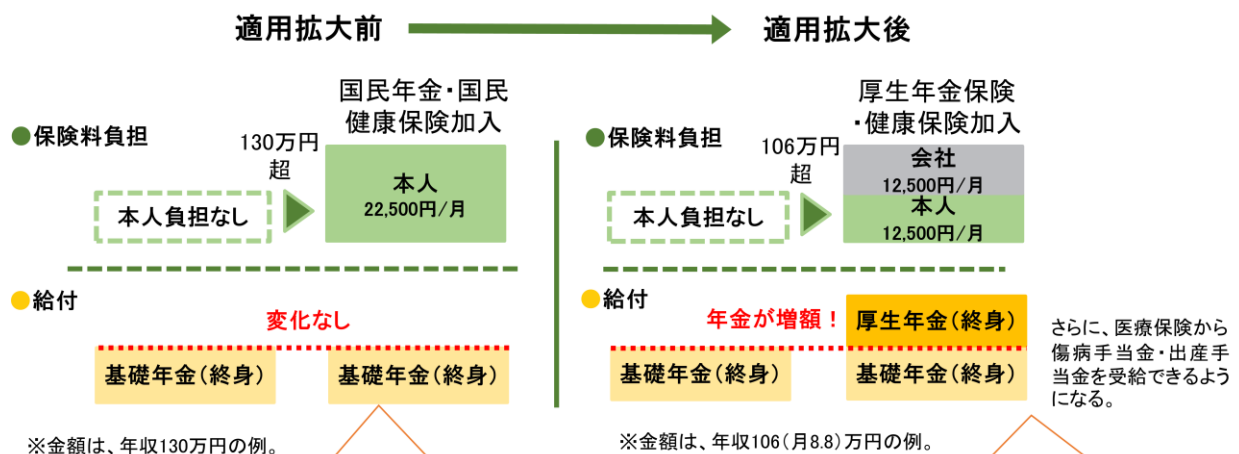 適用拡大前
適用拡大後
●保険料負担
130万円
超
国民年金・国民
健康保険加入
本人負担なし
本人
22,500円/月
●給付
変化なし
基礎年金(終身)
基礎年金(終身)
※金額は、年収130万円の例。
●保険料負担
106万円
超
厚生年金保険
・健康保険加入
本人負担なし
会社
12,500円/月
本人
12,500円/月
●給付
年金が増額！
厚生年金(終身)
基礎年金(終身)
基礎年金(終身)
さらに、医療保険から
傷病手当金・出産手
当金を受給できるよう
になる。
※金額は、年収106(月8.8)万円の例。